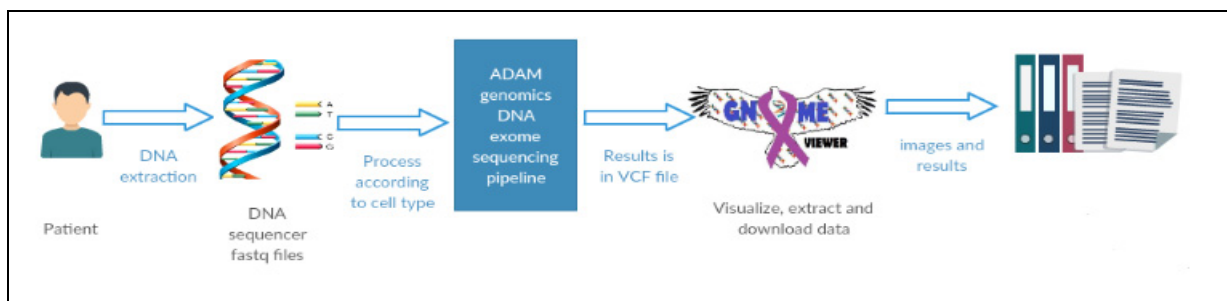 Patient
DNA
extraction
DNA
sequencer
fastq files
A
T
C
G
Process
according
to cell type
ADAM
genomics
DNA
exome
sequencing
pipeline
Results is
in VCF file
GNOME
VIEWER
Visualize, extract and
download data
images and
results